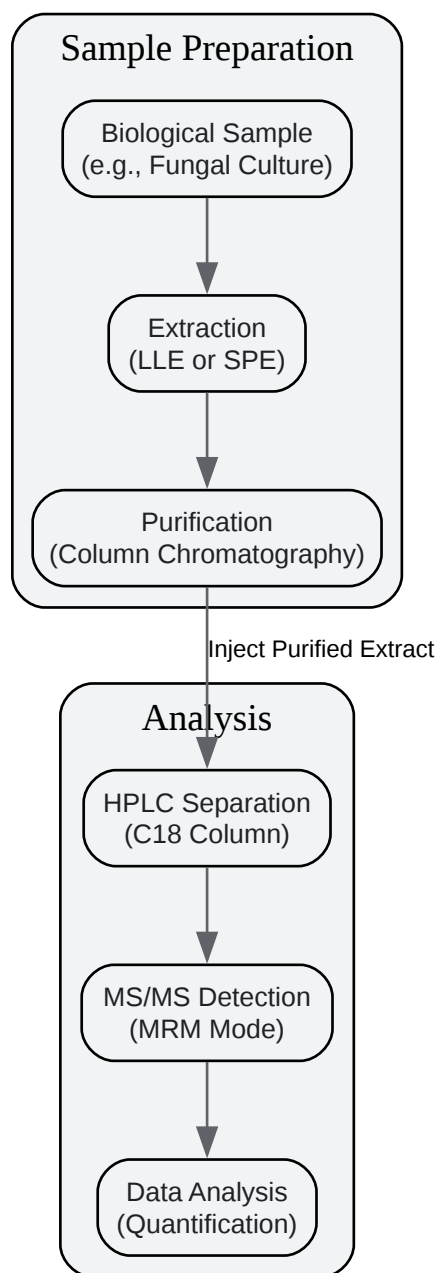 Sample Preparation
Biological Sample
(e.g., Fungal Culture)
Extraction
(LLE or SPE)
Purification
(Column Chromatography)
Inject Purified Extract
Analysis
HPLC Separation
(C18 Column)
MS/MS Detection
(MRM Mode)
Data Analysis
(Quantification)